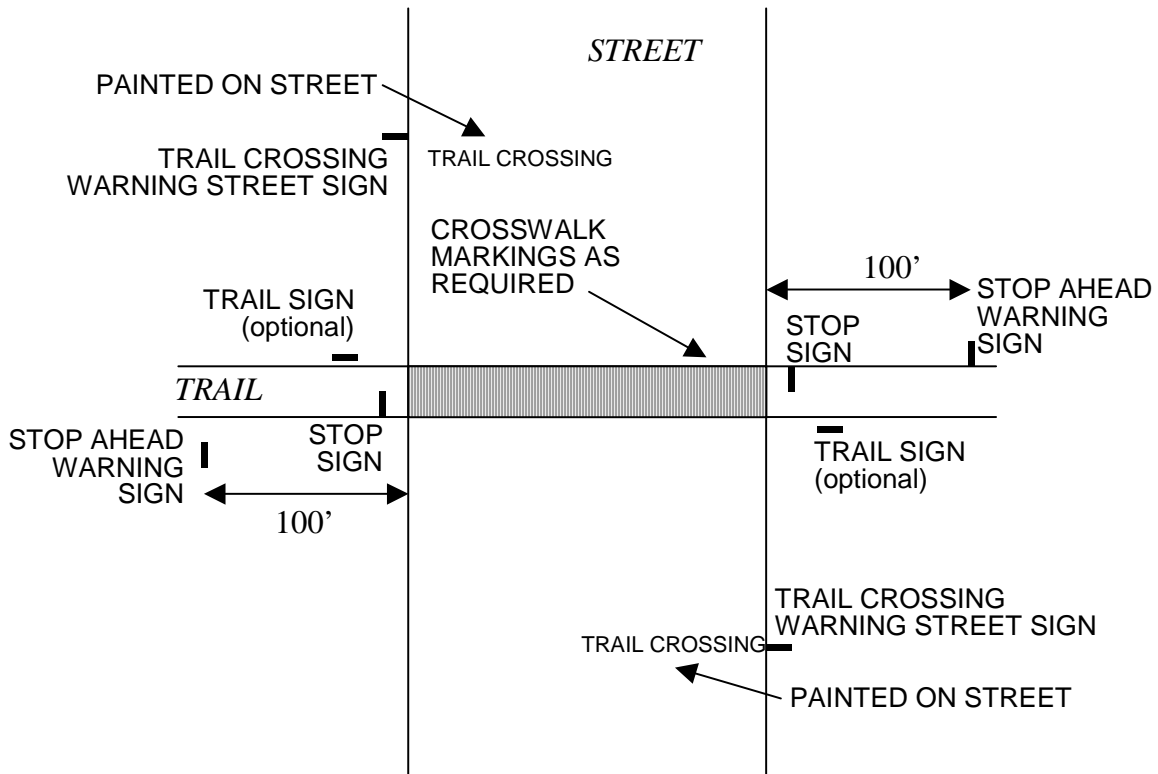 STREET
PAINTED ON STREET
TRAIL CROSSING
WARNING STREET SIGN
TRAIL CROSSING
CROSSWALK
MARKINGS AS
REQUIRED
100’
STOP AHEAD
WARNING
SIGN
TRAIL SIGN
(optional)
STOP
SIGN
TRAIL
STOP AHEAD
WARNING
SIGN
STOP
SIGN
TRAIL SIGN
(optional)
100’
TRAIL CROSSING
WARNING STREET SIGN
TRAIL CROSSING
PAINTED ON STREET